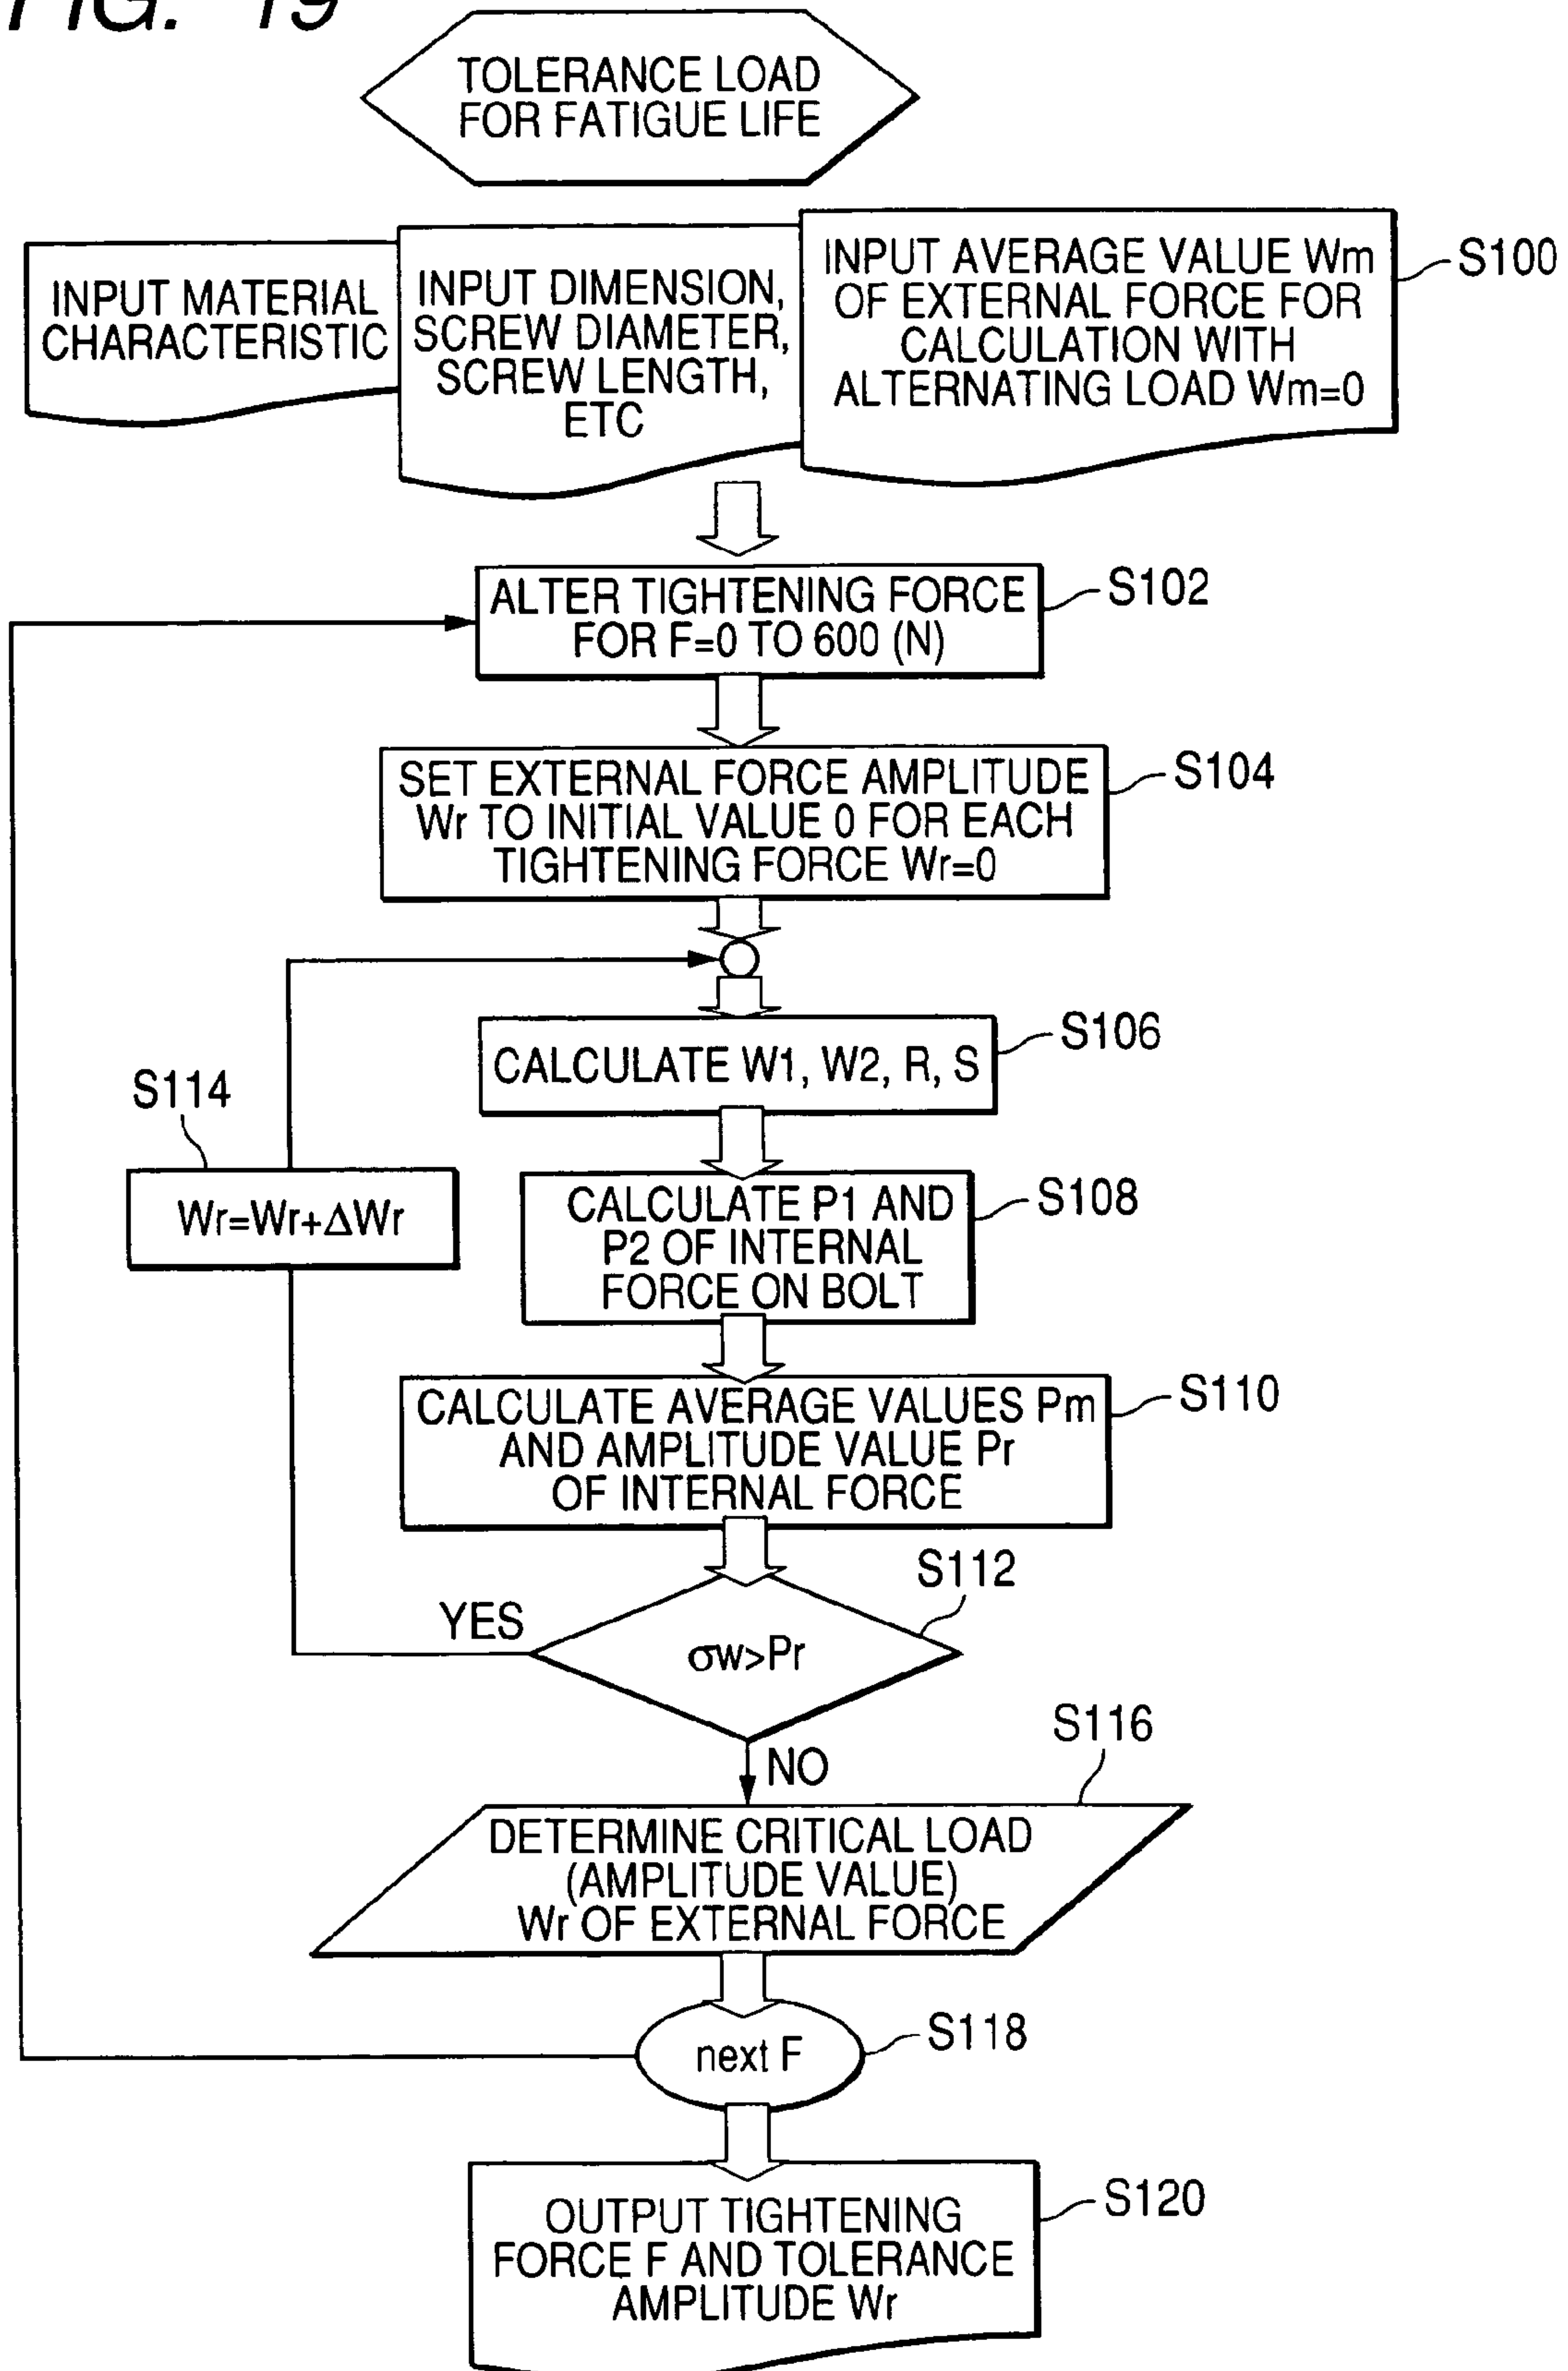 FIG. 19
TOLERANCE LOAD
FOR FATIGUE LIFE
INPUT MATERIAL
CHARACTERISTIC
INPUT DIMENSION,
SCREW DIAMETER,
SCREW LENGTH,
ETC
INPUT AVERAGE VALUE Wm
OF EXTERNAL FORCE FOR
CALCULATION WITH
ALTERNATING LOAD Wm=0
S100
ALTER TIGHTENING FORCE
FOR F=0 TO 600 (N)
S102
SET EXTERNAL FORCE AMPLITUDE
Wr TO INITIAL VALUE 0 FOR EACH
TIGHTENING FORCE Wr=0
S104
CALCULATE W1, W2, R, S
S106
S114
Wr=Wr+ΔWr
CALCULATE P1 AND
P2 OF INTERNAL
FORCE ON BOLT
S108
CALCULATE AVERAGE VALUES Pm
AND AMPLITUDE VALUE Pr
OF INTERNAL FORCE
S110
S112
YES
σw>Pr
NO
S116
DETERMINE CRITICAL LOAD
(AMPLITUDE VALUE)
Wr OF EXTERNAL FORCE
next F
S118
OUTPUT TIGHTENING
FORCE F AND TOLERANCE
AMPLITUDE Wr
S120